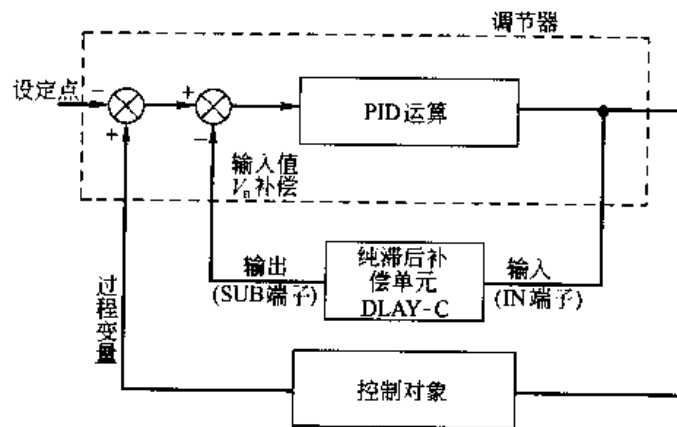 调节器
设定点
PID运算
输入值
补偿
输出
(SUB端子)
纯滞后补
偿单元
DLAY-C
输入
(IN端子)
过程变量
控制对象